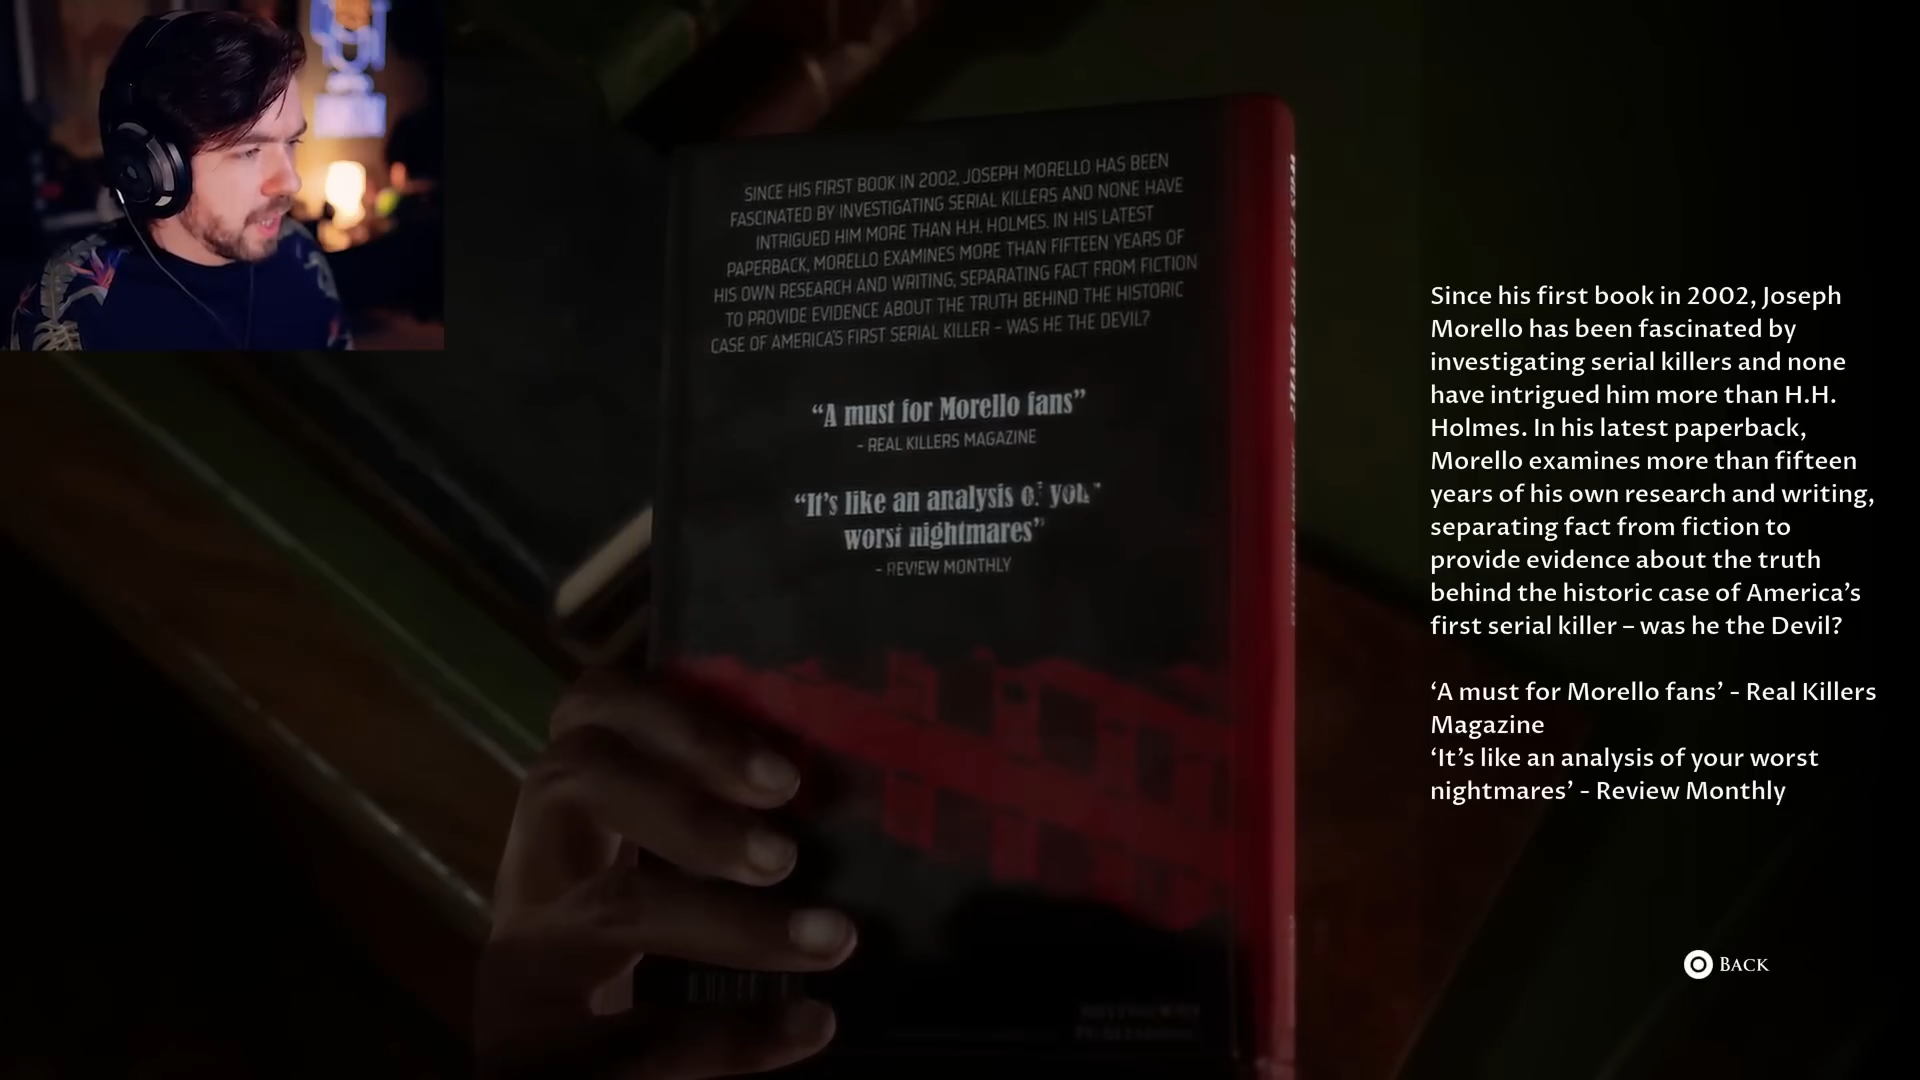 SINCE HIS FIRST BOOK IN 2002, JOSEPH MORELLO HAS BEEN
FASCINATED BY INVESTIGATING SERIAL KILLERS AND NONE HAVE
INTRIGUED HIM MORE THAN H.H. HOLMES. IN HIS LATEST
PAPERBACK, MORELLO EXAMINES MORE THAN FIFTEEN YEARS OF
HIS OWN RESEARCH AND WRITING, SEPARATING FACT FROM FICTION
TO PROVIDE EVIDENCE ABOUT THE TRUTH BEHIND THE HISTORIC
CASE OF AMERICA'S FIRST SERIAL KILLER – WAS HE THE DEVIL?
“A must for Morello fans”
– REAL KILLERS MAGAZINE
“It's like an analysis of your
worst nightmares”
– REVIEW MONTHLY
Since his first book in 2002, Joseph
Morello has been fascinated by
investigating serial killers and none
have intrigued him more than H.H.
Holmes. In his latest paperback,
Morello examines more than fifteen
years of his own research and writing,
separating fact from fiction to
provide evidence about the truth
behind the historic case of America’s
first serial killer – was he the Devil?
‘A must for Morello fans’ - Real Killers
Magazine
‘It’s like an analysis of your worst
nightmares’ - Review Monthly
BACK